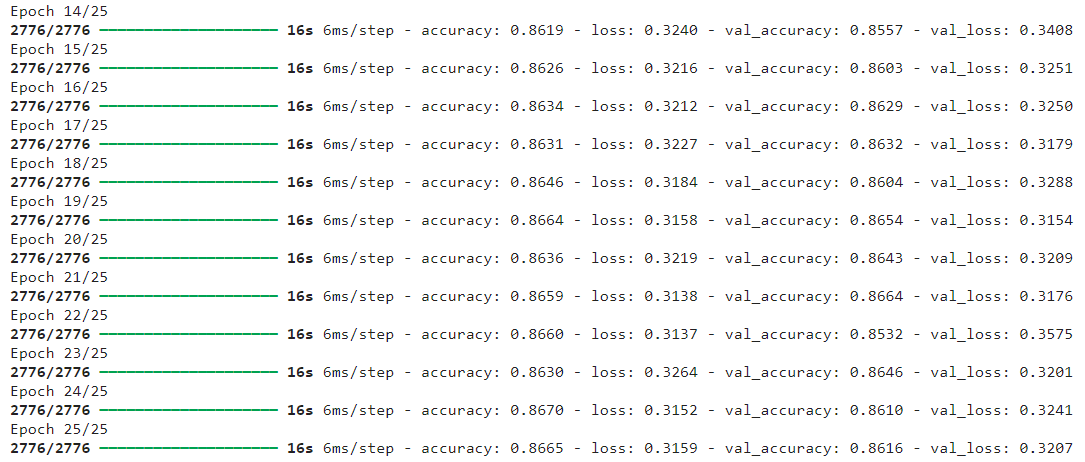 Epoch 14/25
2776/2776 ━━━━━━━━━━━━━━━━━━━━ 16s 6ms/step - accuracy: 0.8619 - loss: 0.3240 - val_accuracy: 0.8557 - val_loss: 0.3408
Epoch 15/25
2776/2776 ━━━━━━━━━━━━━━━━━━━━ 16s 6ms/step - accuracy: 0.8626 - loss: 0.3216 - val_accuracy: 0.8603 - val_loss: 0.3251
Epoch 16/25
2776/2776 ━━━━━━━━━━━━━━━━━━━━ 16s 6ms/step - accuracy: 0.8634 - loss: 0.3212 - val_accuracy: 0.8629 - val_loss: 0.3250
Epoch 17/25
2776/2776 ━━━━━━━━━━━━━━━━━━━━ 16s 6ms/step - accuracy: 0.8631 - loss: 0.3227 - val_accuracy: 0.8632 - val_loss: 0.3179
Epoch 18/25
2776/2776 ━━━━━━━━━━━━━━━━━━━━ 16s 6ms/step - accuracy: 0.8646 - loss: 0.3184 - val_accuracy: 0.8604 - val_loss: 0.3288
Epoch 19/25
2776/2776 ━━━━━━━━━━━━━━━━━━━━ 16s 6ms/step - accuracy: 0.8664 - loss: 0.3158 - val_accuracy: 0.8654 - val_loss: 0.3154
Epoch 20/25
2776/2776 ━━━━━━━━━━━━━━━━━━━━ 16s 6ms/step - accuracy: 0.8636 - loss: 0.3219 - val_accuracy: 0.8643 - val_loss: 0.3209
Epoch 21/25
2776/2776 ━━━━━━━━━━━━━━━━━━━━ 16s 6ms/step - accuracy: 0.8659 - loss: 0.3138 - val_accuracy: 0.8664 - val_loss: 0.3176
Epoch 22/25
2776/2776 ━━━━━━━━━━━━━━━━━━━━ 16s 6ms/step - accuracy: 0.8660 - loss: 0.3137 - val_accuracy: 0.8532 - val_loss: 0.3575
Epoch 23/25
2776/2776 ━━━━━━━━━━━━━━━━━━━━ 16s 6ms/step - accuracy: 0.8630 - loss: 0.3264 - val_accuracy: 0.8646 - val_loss: 0.3201
Epoch 24/25
2776/2776 ━━━━━━━━━━━━━━━━━━━━ 16s 6ms/step - accuracy: 0.8670 - loss: 0.3152 - val_accuracy: 0.8610 - val_loss: 0.3241
Epoch 25/25
2776/2776 ━━━━━━━━━━━━━━━━━━━━ 16s 6ms/step - accuracy: 0.8665 - loss: 0.3159 - val_accuracy: 0.8616 - val_loss: 0.3207